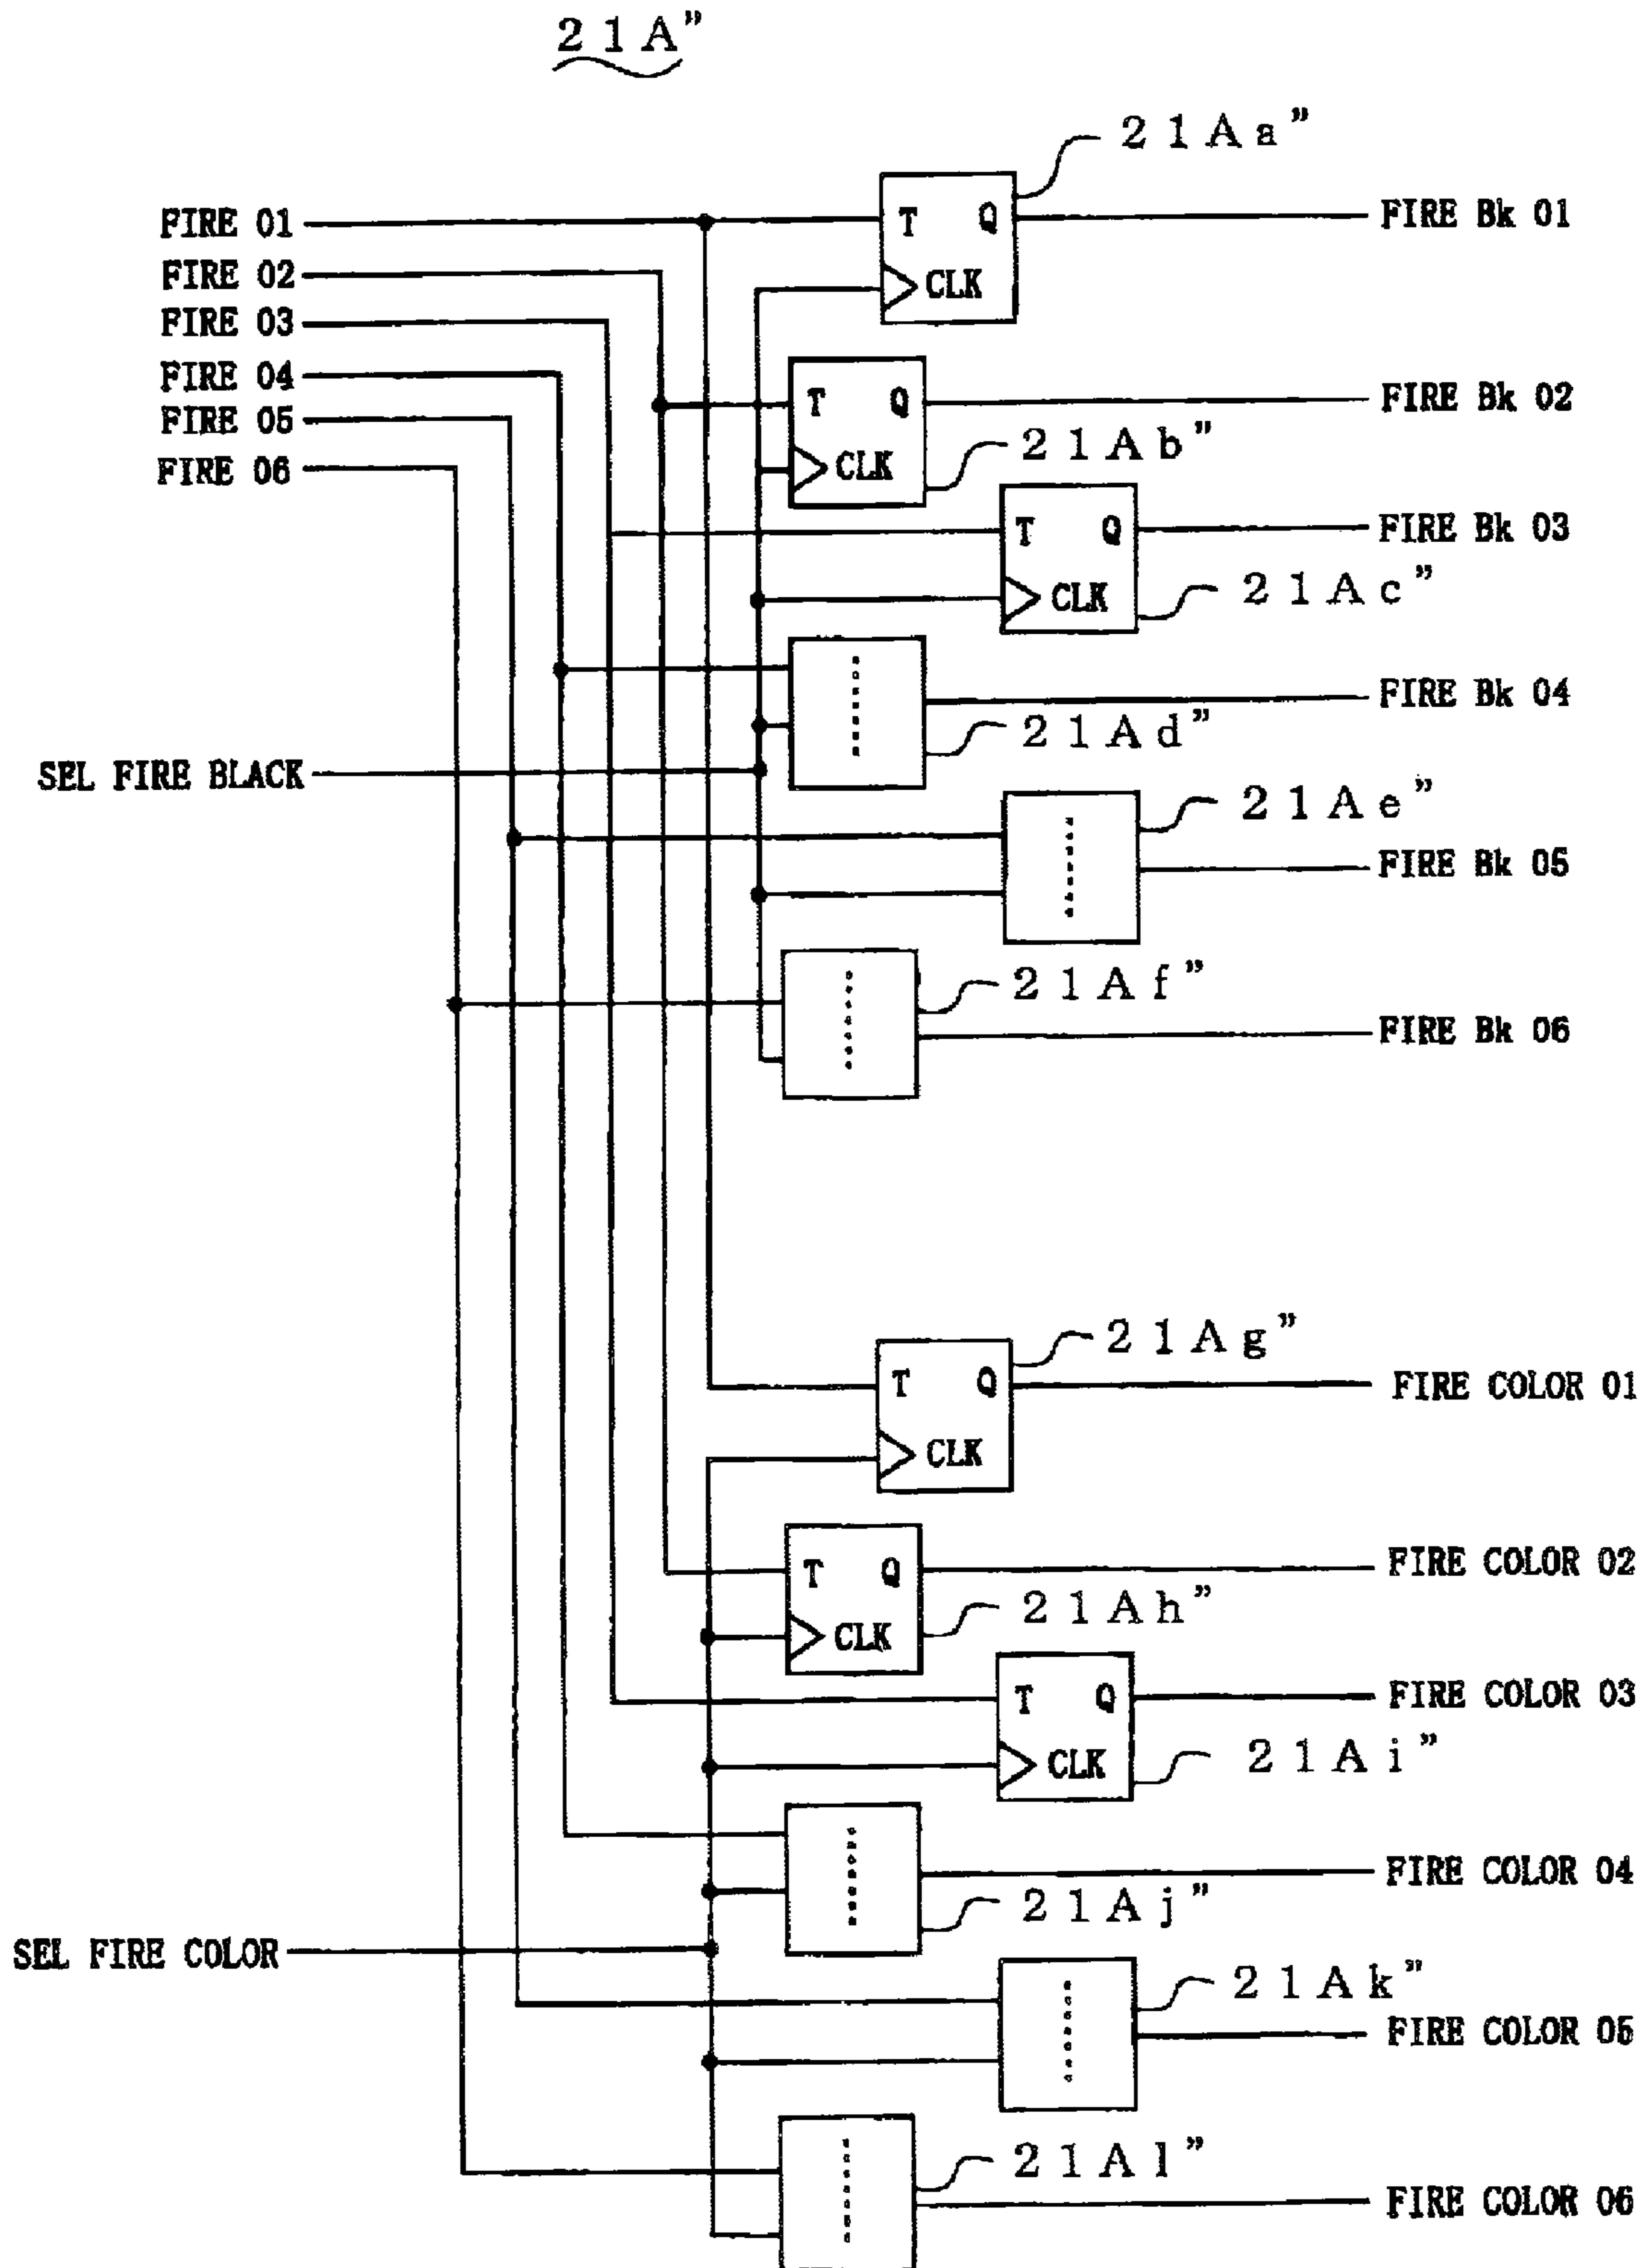 21A”
21Aa”
FIRE 01
T Q
FIRE Bk 01
FIRE 02
CLK
FIRE 03
FIRE 04
T Q
FIRE Bk 02
FIRE 05
21Ab”
FIRE 06
CLK
T Q
FIRE Bk 03
CLK
21Ac”
FIRE Bk 04
21Ad”
SEL FIRE BLACK
21Ae”
FIRE Bk 05
21Af”
FIRE Bk 06
21Ag”
T Q
FIRE COLOR 01
CLK
T Q
FIRE COLOR 02
21Ah”
CLK
T Q
FIRE COLOR 03
21Ai”
CLK
FIRE COLOR 04
21Aj”
SEL FIRE COLOR
21Ak”
FIRE COLOR 05
21Al”
FIRE COLOR 06